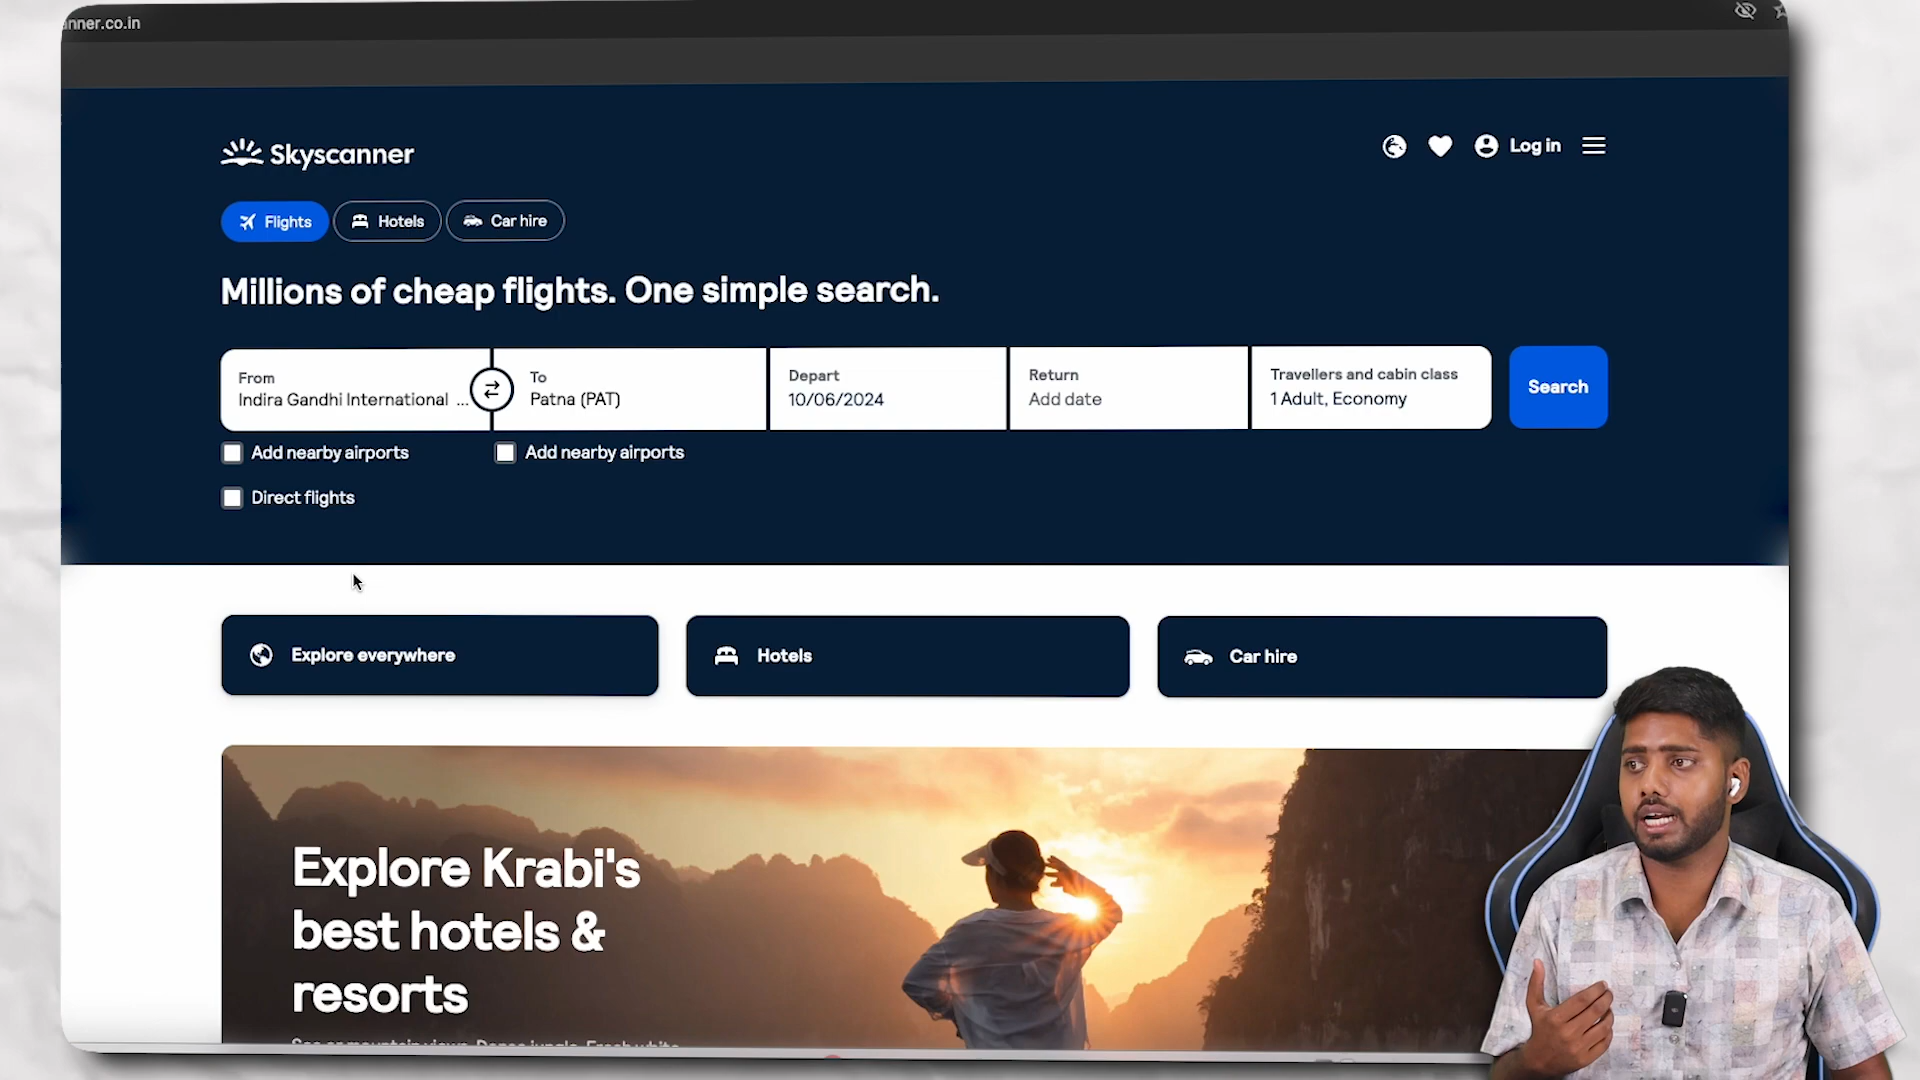 anner.co.in
Skyscanner
Log in
Flights
Hotels
Car hire
Millions of cheap flights. One simple search.
From
Indira Gandhi International ...
To
Patna (PAT)
Depart
10/06/2024
Return
Add date
Travellers and cabin class
1 Adult, Economy
Search
Add nearby airports
Add nearby airports
Direct flights
Explore everywhere
Hotels
Car hire
Explore Krabi's
best hotels &
resorts